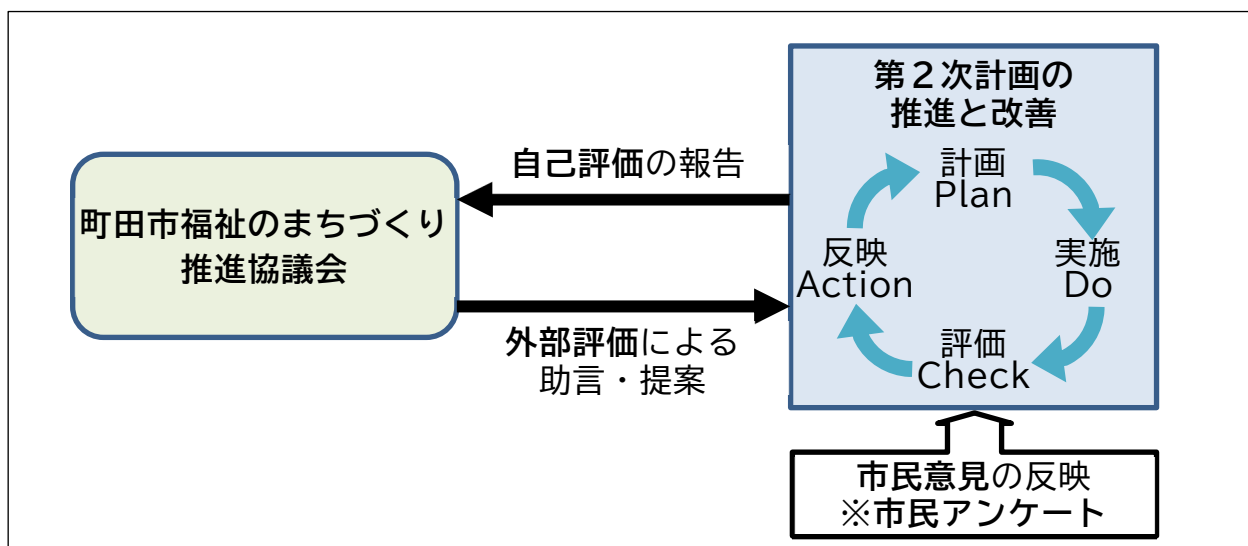 町田市福祉のまちづくり
推進協議会
自己評価の報告
外部評価による
助言・提案
第２次計画の
推進と改善
計画
Plan
実施
Do
評価
Check
反映
Action
市民意見の反映
※市民アンケート